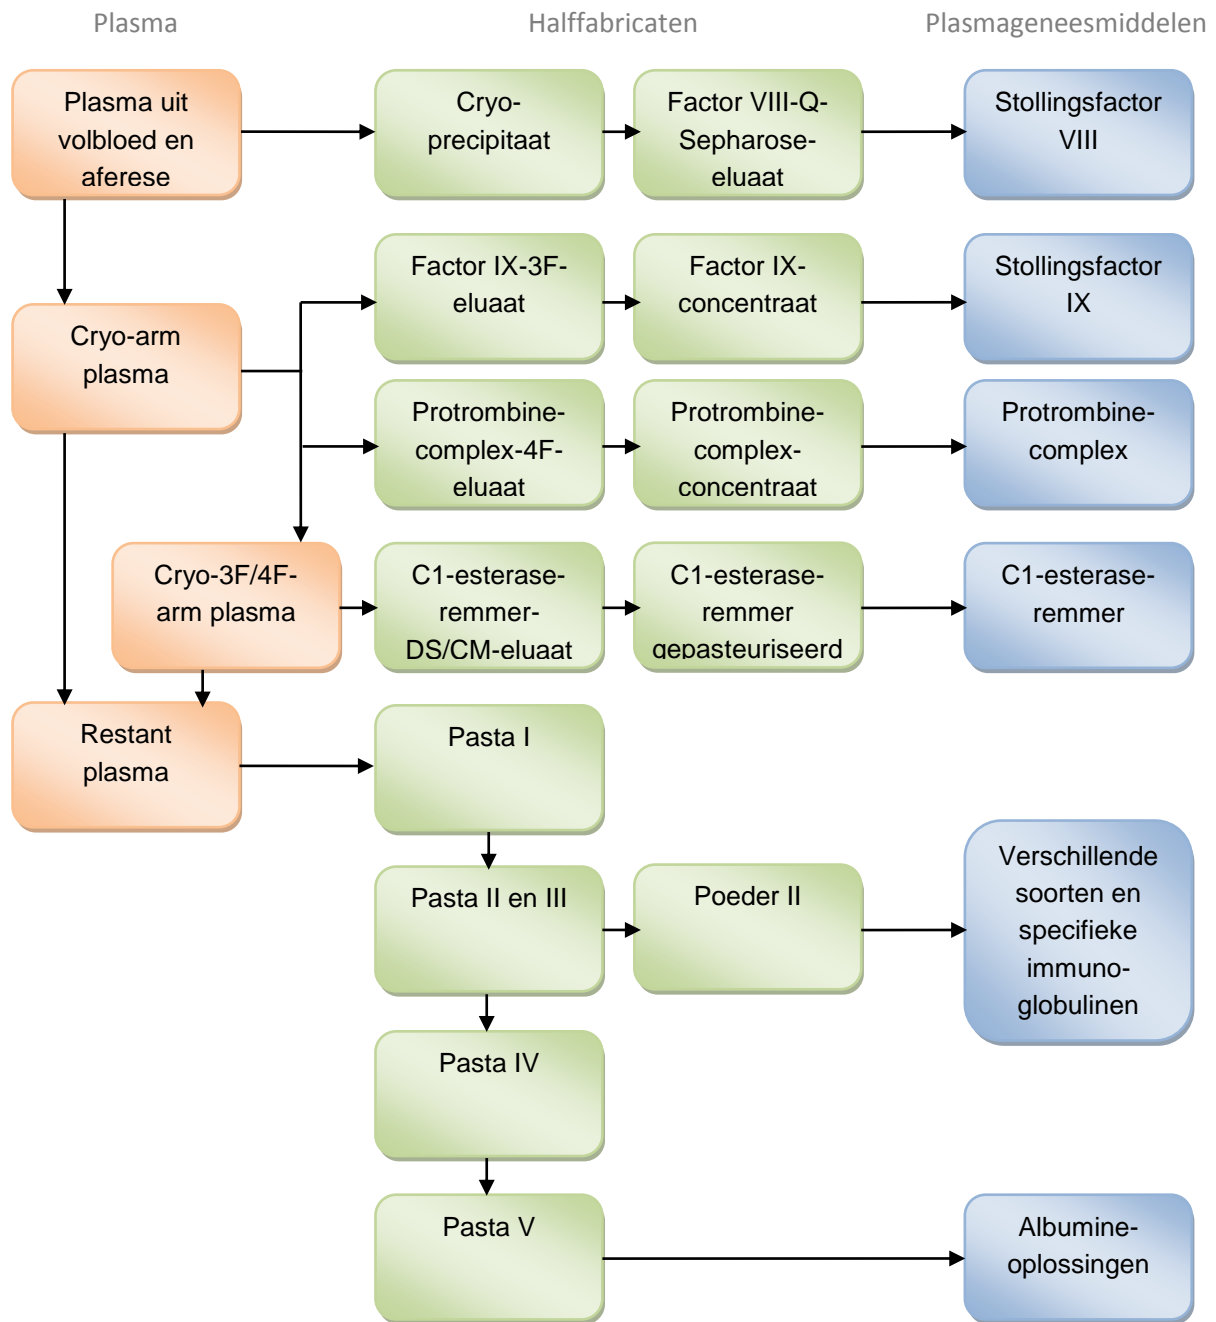 Plasma
Halffabricaten
Plasmageneesmiddelen
Plasma uit
volbloed en
aferese
Cryo-
precipitaat
Factor VIII-Q-
Sepharose-
eluaat
Stollingsfactor
VIII
Cryo-arm
plasma
Factor IX-3F-
eluaat
Factor IX-
concentraat
Stollingsfactor
IX
Protrombine-
complex-4F-
eluaat
Protrombine-
complex-
concentraat
Protrombine-
complex
Cryo-3F/4F-
arm plasma
C1-esterase-
remmer-
DS/CM-eluaat
C1-esterase-
remmer
gepasteuriseerd
C1-esterase-
remmer
Restant
plasma
Pasta I
Pasta II en III
Poeder II
Verschillende
soorten en
specifieke
immuno-
globulinen
Pasta IV
Pasta V
Albumine-
oplossingen